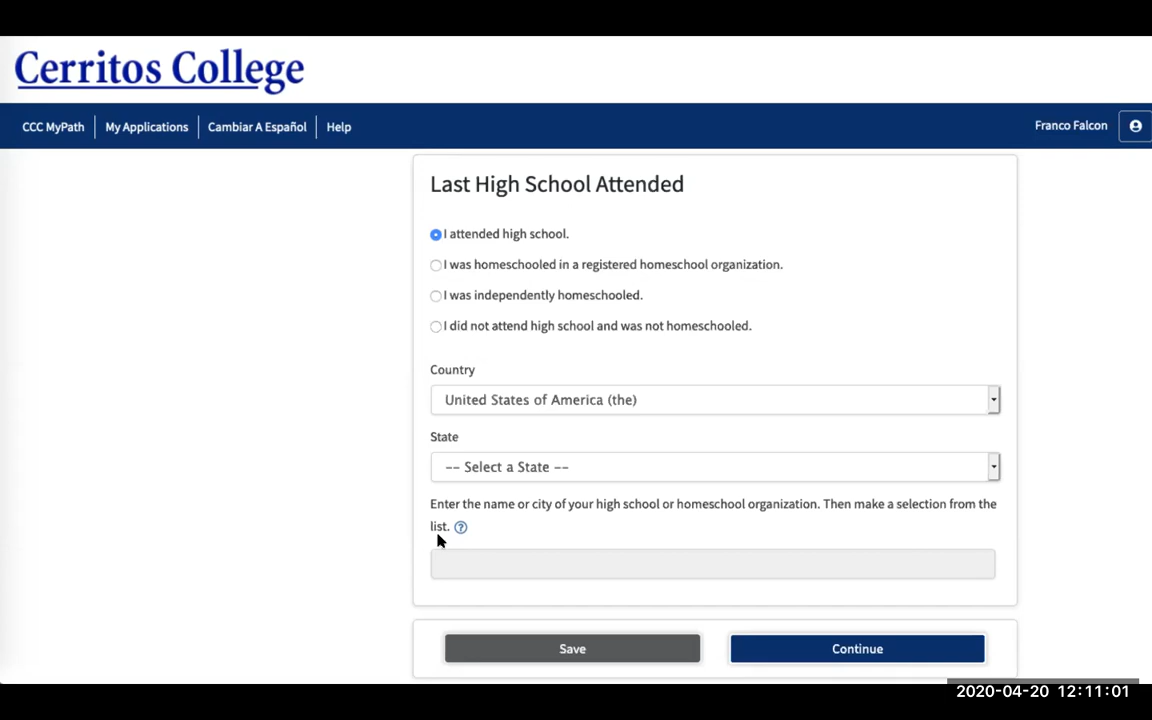 Cerritos College
CCC MyPath
My Applications
Cambiar A Español
Help
Franco Falcon
Last High School Attended
I attended high school.
I was homeschooled in a registered homeschool organization.
I was independently homeschooled.
I did not attend high school and was not homeschooled.
Country
United States of America (the)
State
-- Select a State --
Enter the name or city of your high school or homeschool organization. Then make a selection from the
list. ?
Save
Continue
2020-04-20 12:11:01